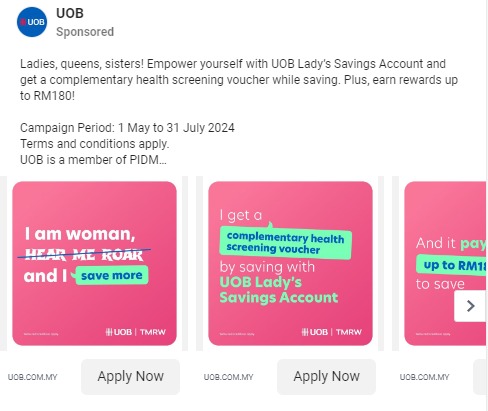 UOB
UOB
Sponsored
Ladies, queens, sisters! Empower yourself with UOB Lady's Savings Account and
get a complementary health screening voucher while saving. Plus, earn rewards up
to RM180!
Campaign Period: 1 May to 31 July 2024
Terms and conditions apply.
UOB is a member of PIDM...
I am woman,
HEAR ME ROAR
and I save more
UOB | TMRW
I get a
complementary health
screening voucher
by saving with
UOB Lady's
Savings Account
UOB | TMRW
And it pay
up to RM18
to save
UOB.COM.MY
Apply Now
UOB.COM.MY
Apply Now
UOB.COM.MY